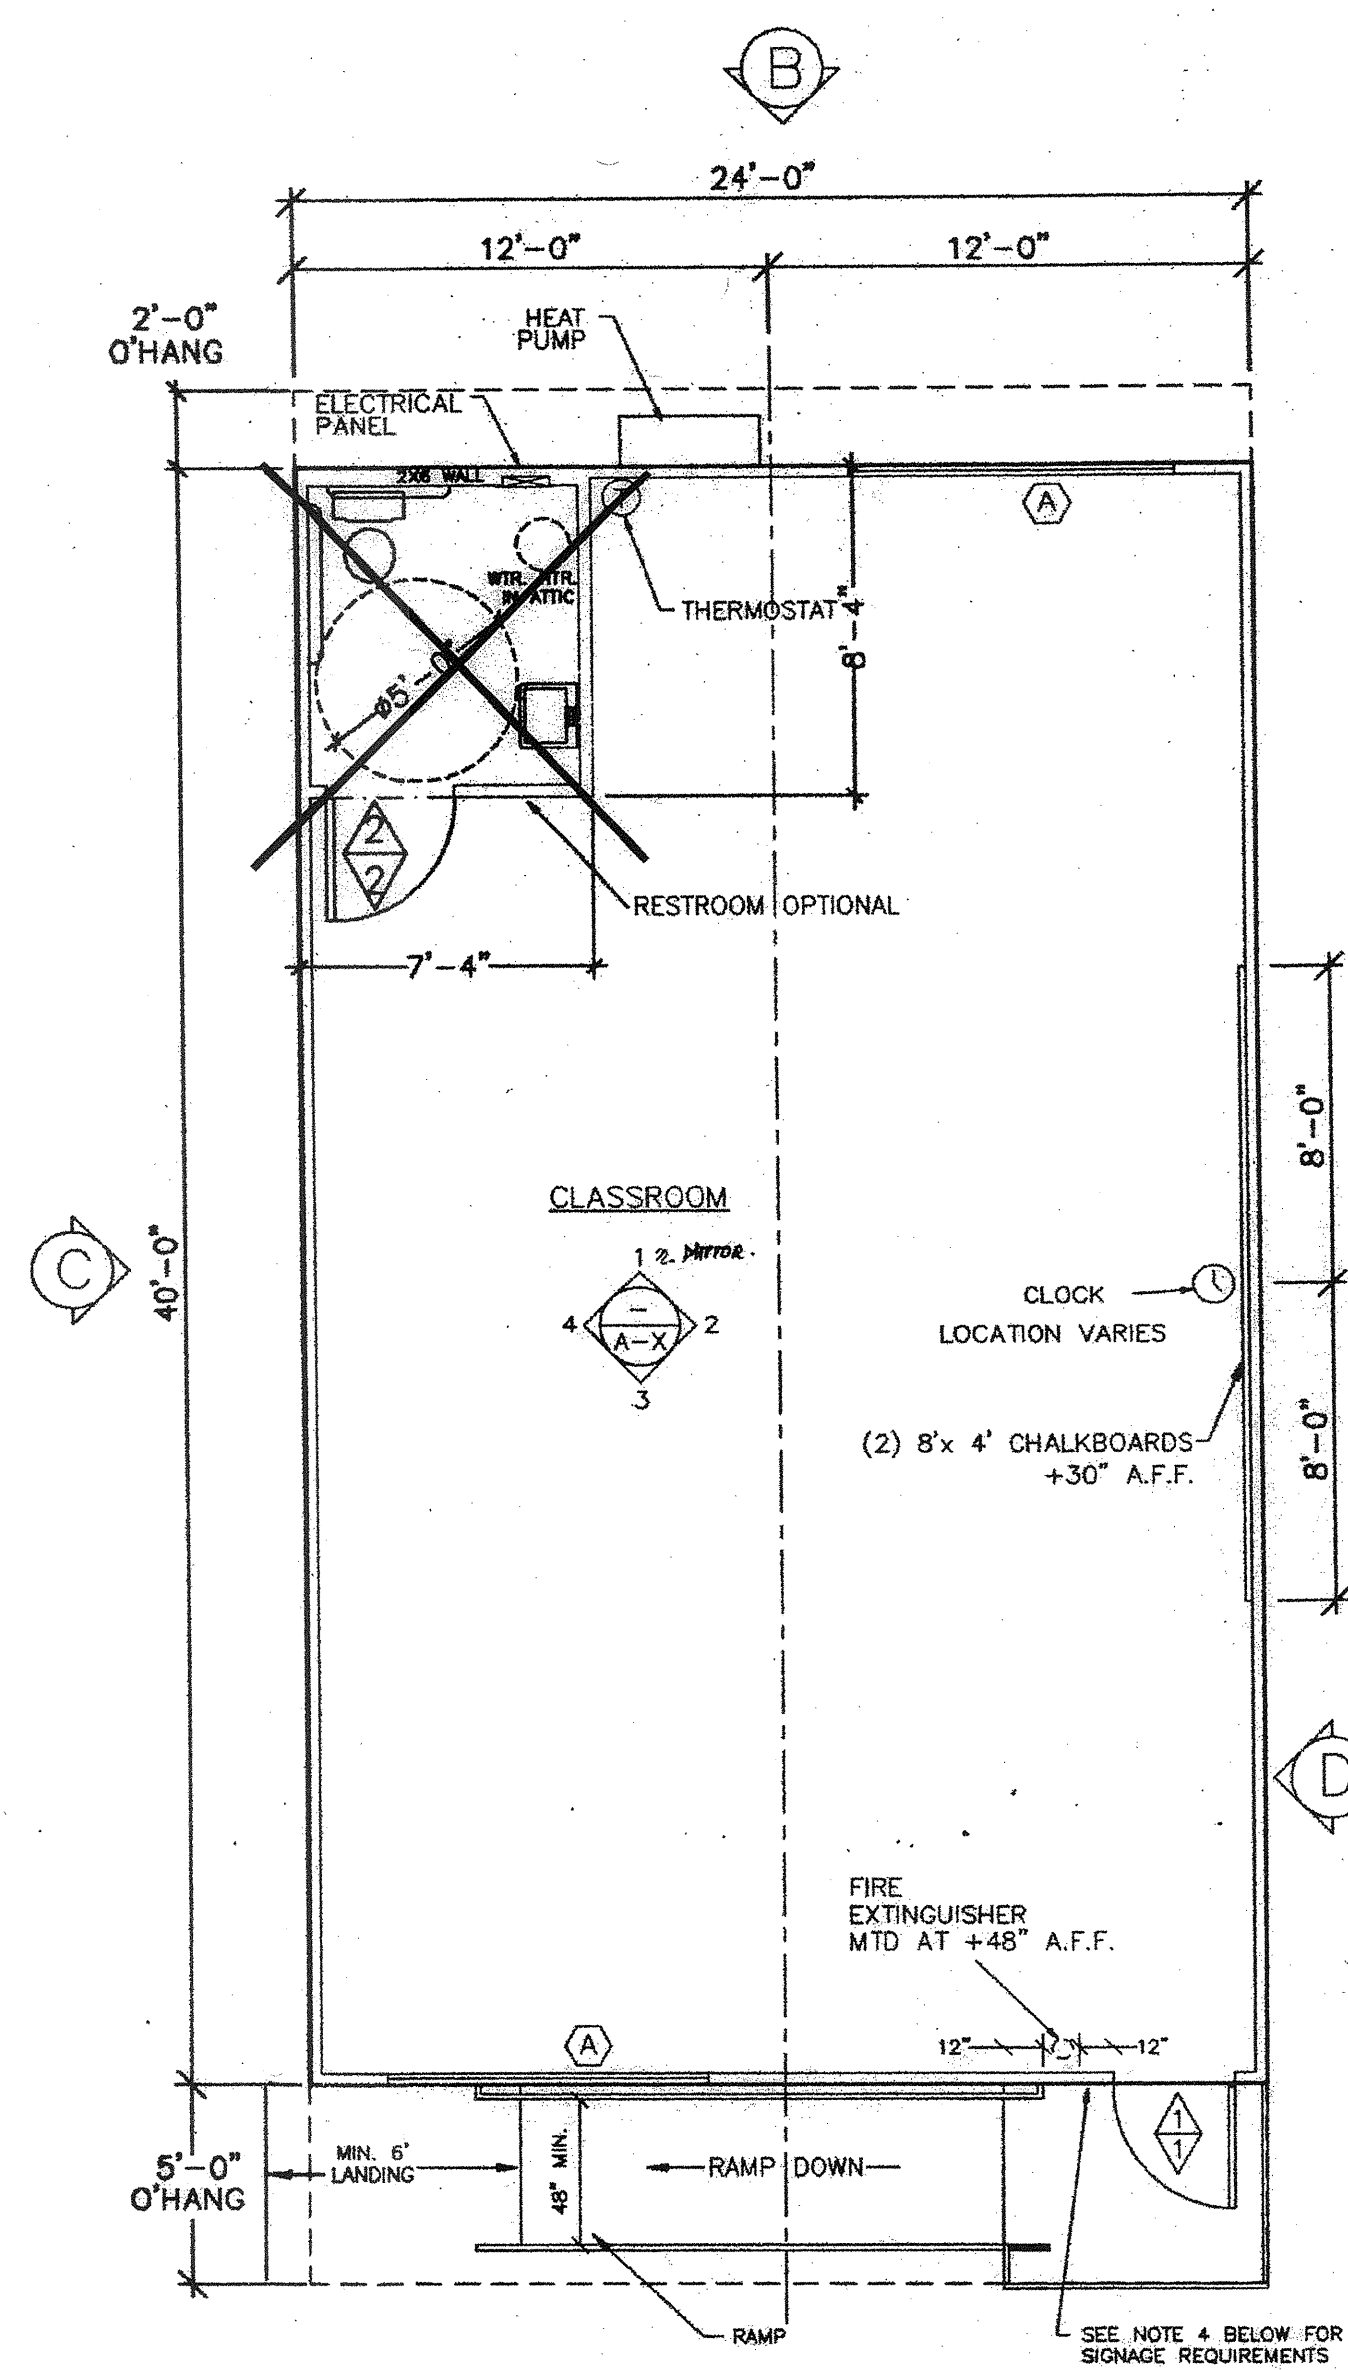 B
24'-0"
12'-0"
12'-0"
2'-0"
O'HANG
HEAT
PUMP
ELECTRICAL
PANEL
2X6 WALL
A
T
WTR. HTR.
IN ATTIC
THERMOSTAT
8'-4"
ø5'-0"
2
2
RESTROOM OPTIONAL
7'-4"
8'-0"
CLASSROOM
1 2. Mirror.
C
40'-0"
–
4
2
A-X
3
CLOCK
LOCATION VARIES
(2) 8'x 4' CHALKBOARDS
+30" A.F.F.
8'-0"
D
FIRE
EXTINGUISHER
MTD AT +48" A.F.F.
A
12"
12"
5'-0"
O'HANG
MIN. 6'
LANDING
48" MIN.
RAMP DOWN
1
1
RAMP
SEE NOTE 4 BELOW FOR
SIGNAGE REQUIREMENTS